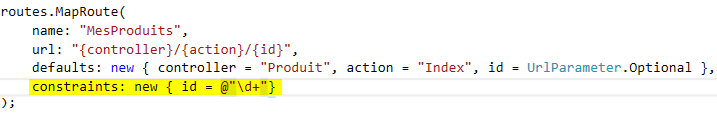 routes.MapRoute(
name: "MesProduits",
url: "{controller}/{action}/{id}",
defaults: new { controller = "Produit", action = "Index", id = UrlParameter.Optional },
constraints: new { id = @"\d+"}
);